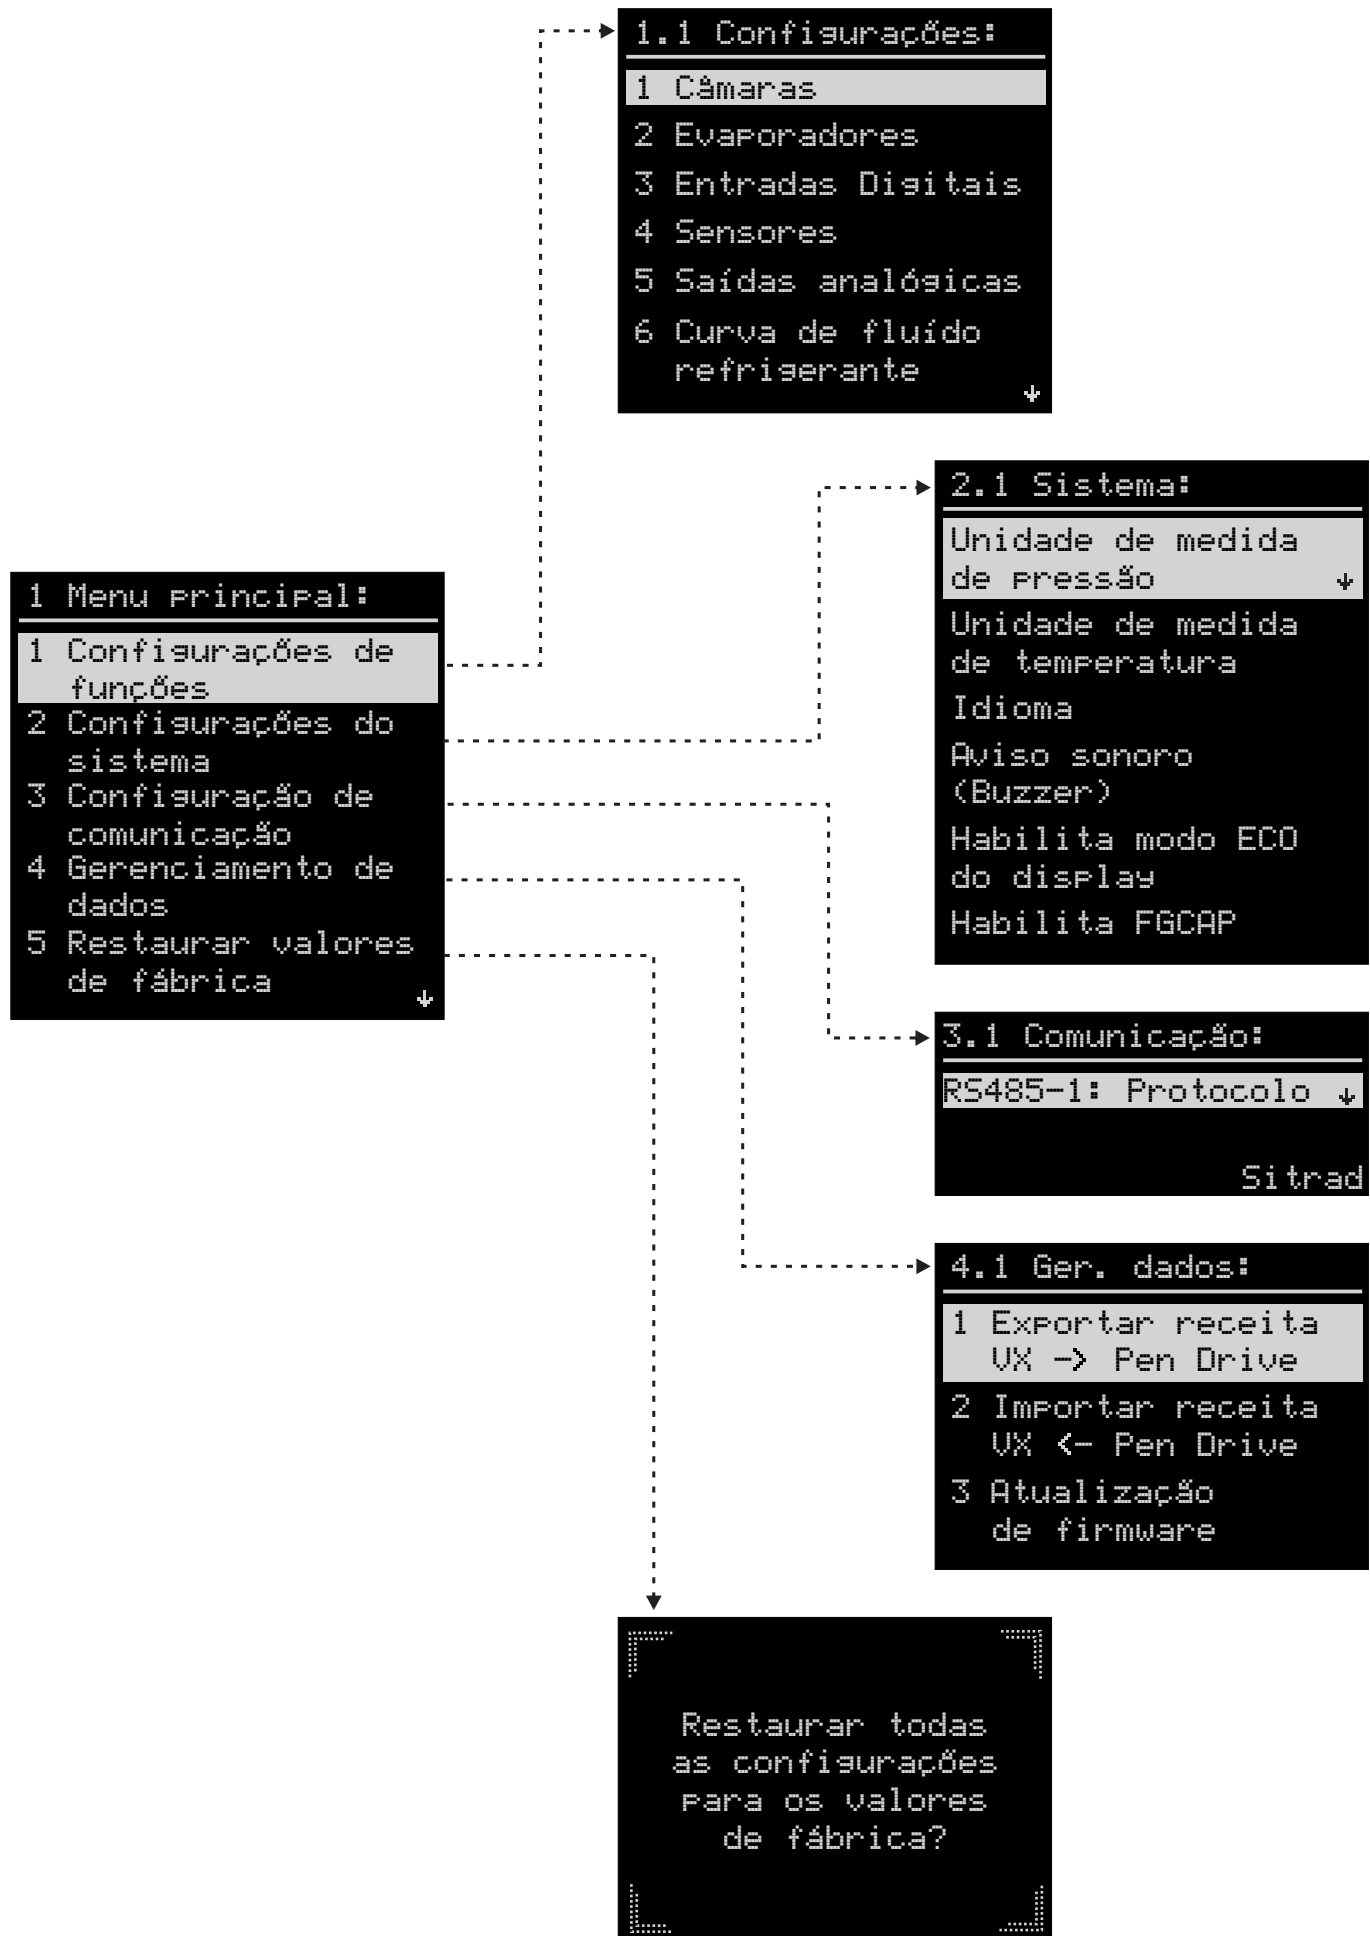 1.1 Configurações:
1 Câmaras
2 Evaporadores
3 Entradas Digitais
4 Sensores
5 Saídas analógicas
6 Curva de fluído
refrigerante
↓
2.1 Sistema:
Unidade de medida
de pressão ↓
Unidade de medida
de temperatura
Idioma
Aviso sonoro
(Buzzer)
Habilita modo ECO
do display
Habilita FGCAP
1 Menu principal:
1 Configurações de
funções
2 Configurações do
sistema
3 Configuração de
comunicação
4 Gerenciamento de
dados
5 Restaurar valores
de fábrica ↓
3.1 Comunicação:
RS485-1: Protocolo ↓
Sitrad
4.1 Ger. dados:
1 Exportar receita
VX -> Pen Drive
2 Importar receita
VX <- Pen Drive
3 Atualização
de firmware
Restaurar todas
as configurações
para os valores
de fábrica?